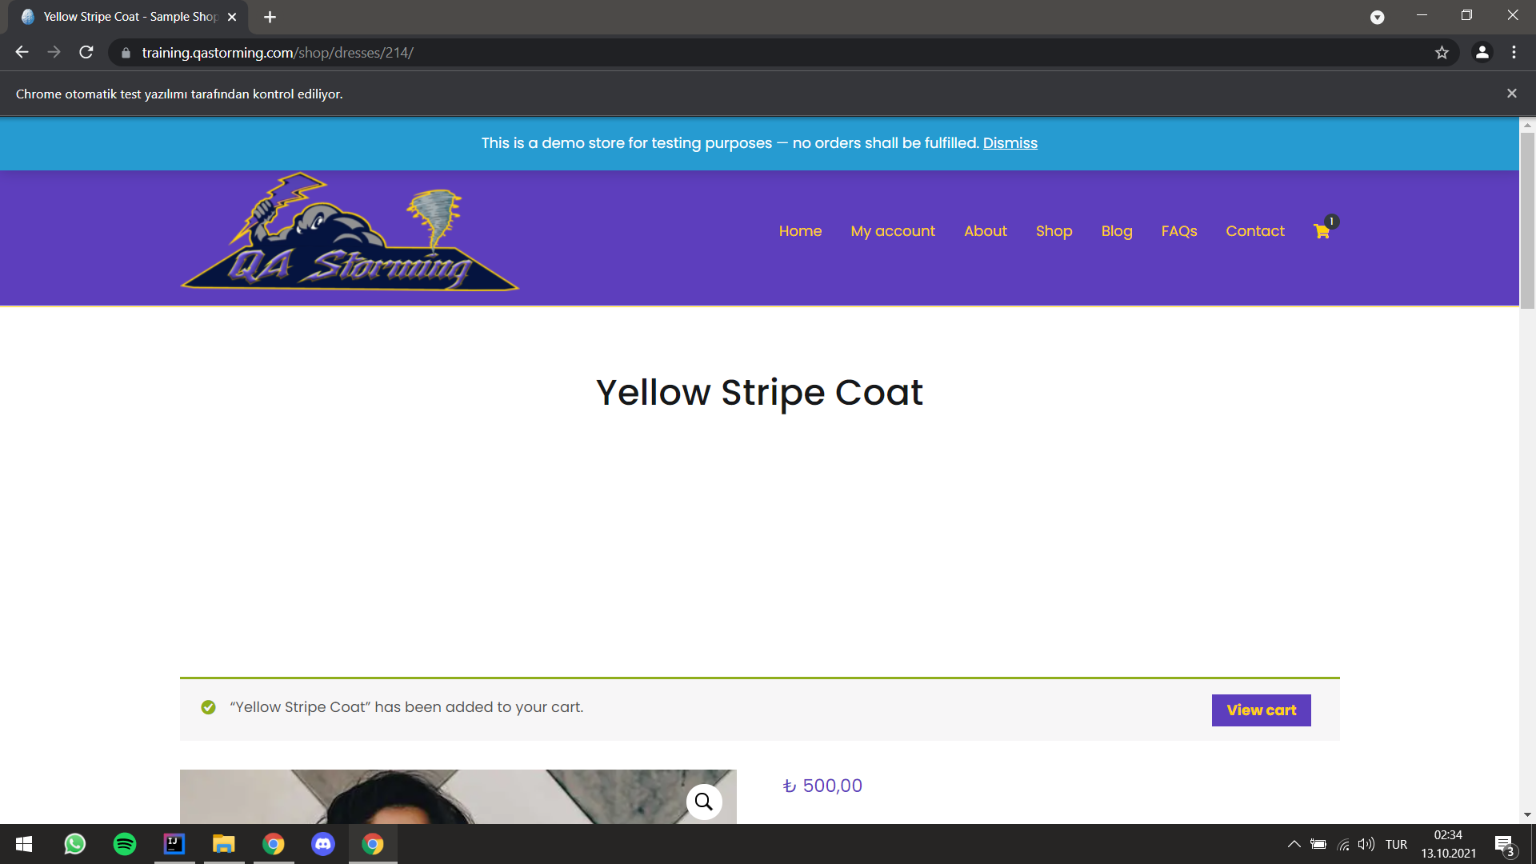 Yellow Stripe Coat - Sample Shop
training.qastorming.com/shop/dresses/214/
Chrome otomatik test yazılımı tarafından kontrol ediliyor.
This is a demo store for testing purposes — no orders shall be fulfilled. Dismiss
QA Storming
Home My account About Shop Blog FAQs Contact 1
Yellow Stripe Coat
“Yellow Stripe Coat” has been added to your cart.
View cart
₺ 500,00
IJ
TUR
02:34
13.10.2021
3